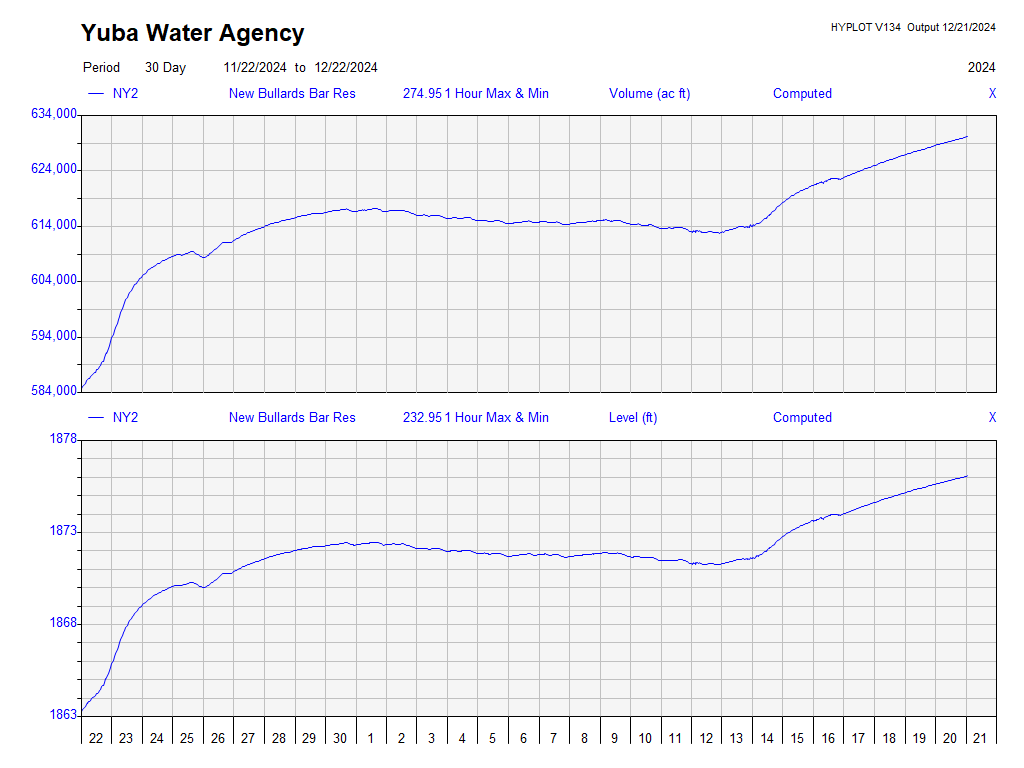 Yuba Water Agency
HYPLOT V134 Output 12/21/2024
Period 30 Day 11/22/2024 to 12/22/2024 2024
NY2 New Bullards Bar Res 274.95 1 Hour Max & Min Volume (ac ft) Computed X
634,000
624,000
614,000
604,000
594,000
584,000
NY2 New Bullards Bar Res 232.95 1 Hour Max & Min Level (ft) Computed X
1878
1873
1868
1863
22 23 24 25 26 27 28 29 30 1 2 3 4 5 6 7 8 9 10 11 12 13 14 15 16 17 18 19 20 21